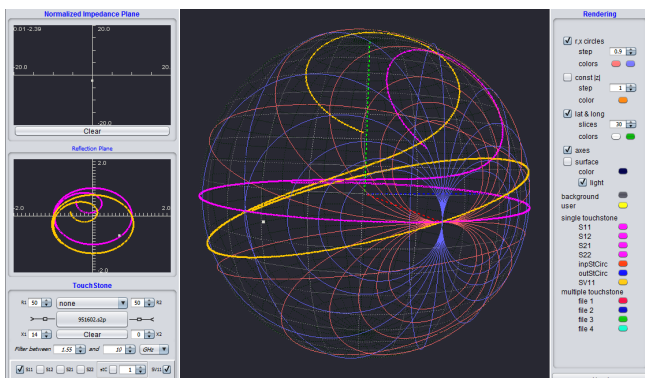 Normalized Impedance Plane
0.01 -2.39
20.0
-20.0
20.
-20.0
Clear
Reflection Plane
2.0
-2.0
2.0
-2.0
TouchStone
R1 50 none 50 R2
951602.s2p
X1 14 Clear 0 X2
Filter between 1.55 and 10 GHz
S11 S12 S21 S22 stC 1 SV11
Rendering
r,x circles
step 0.9
colors
const |z|
step 1
color
lat & long
slices 30
colors
axes
surface
color
light
background
user
single touchstone
S11
S12
S21
S22
inpStCirc
outStCirc
SV11
multiple touchstone
file 1
file 2
file 3
file 4